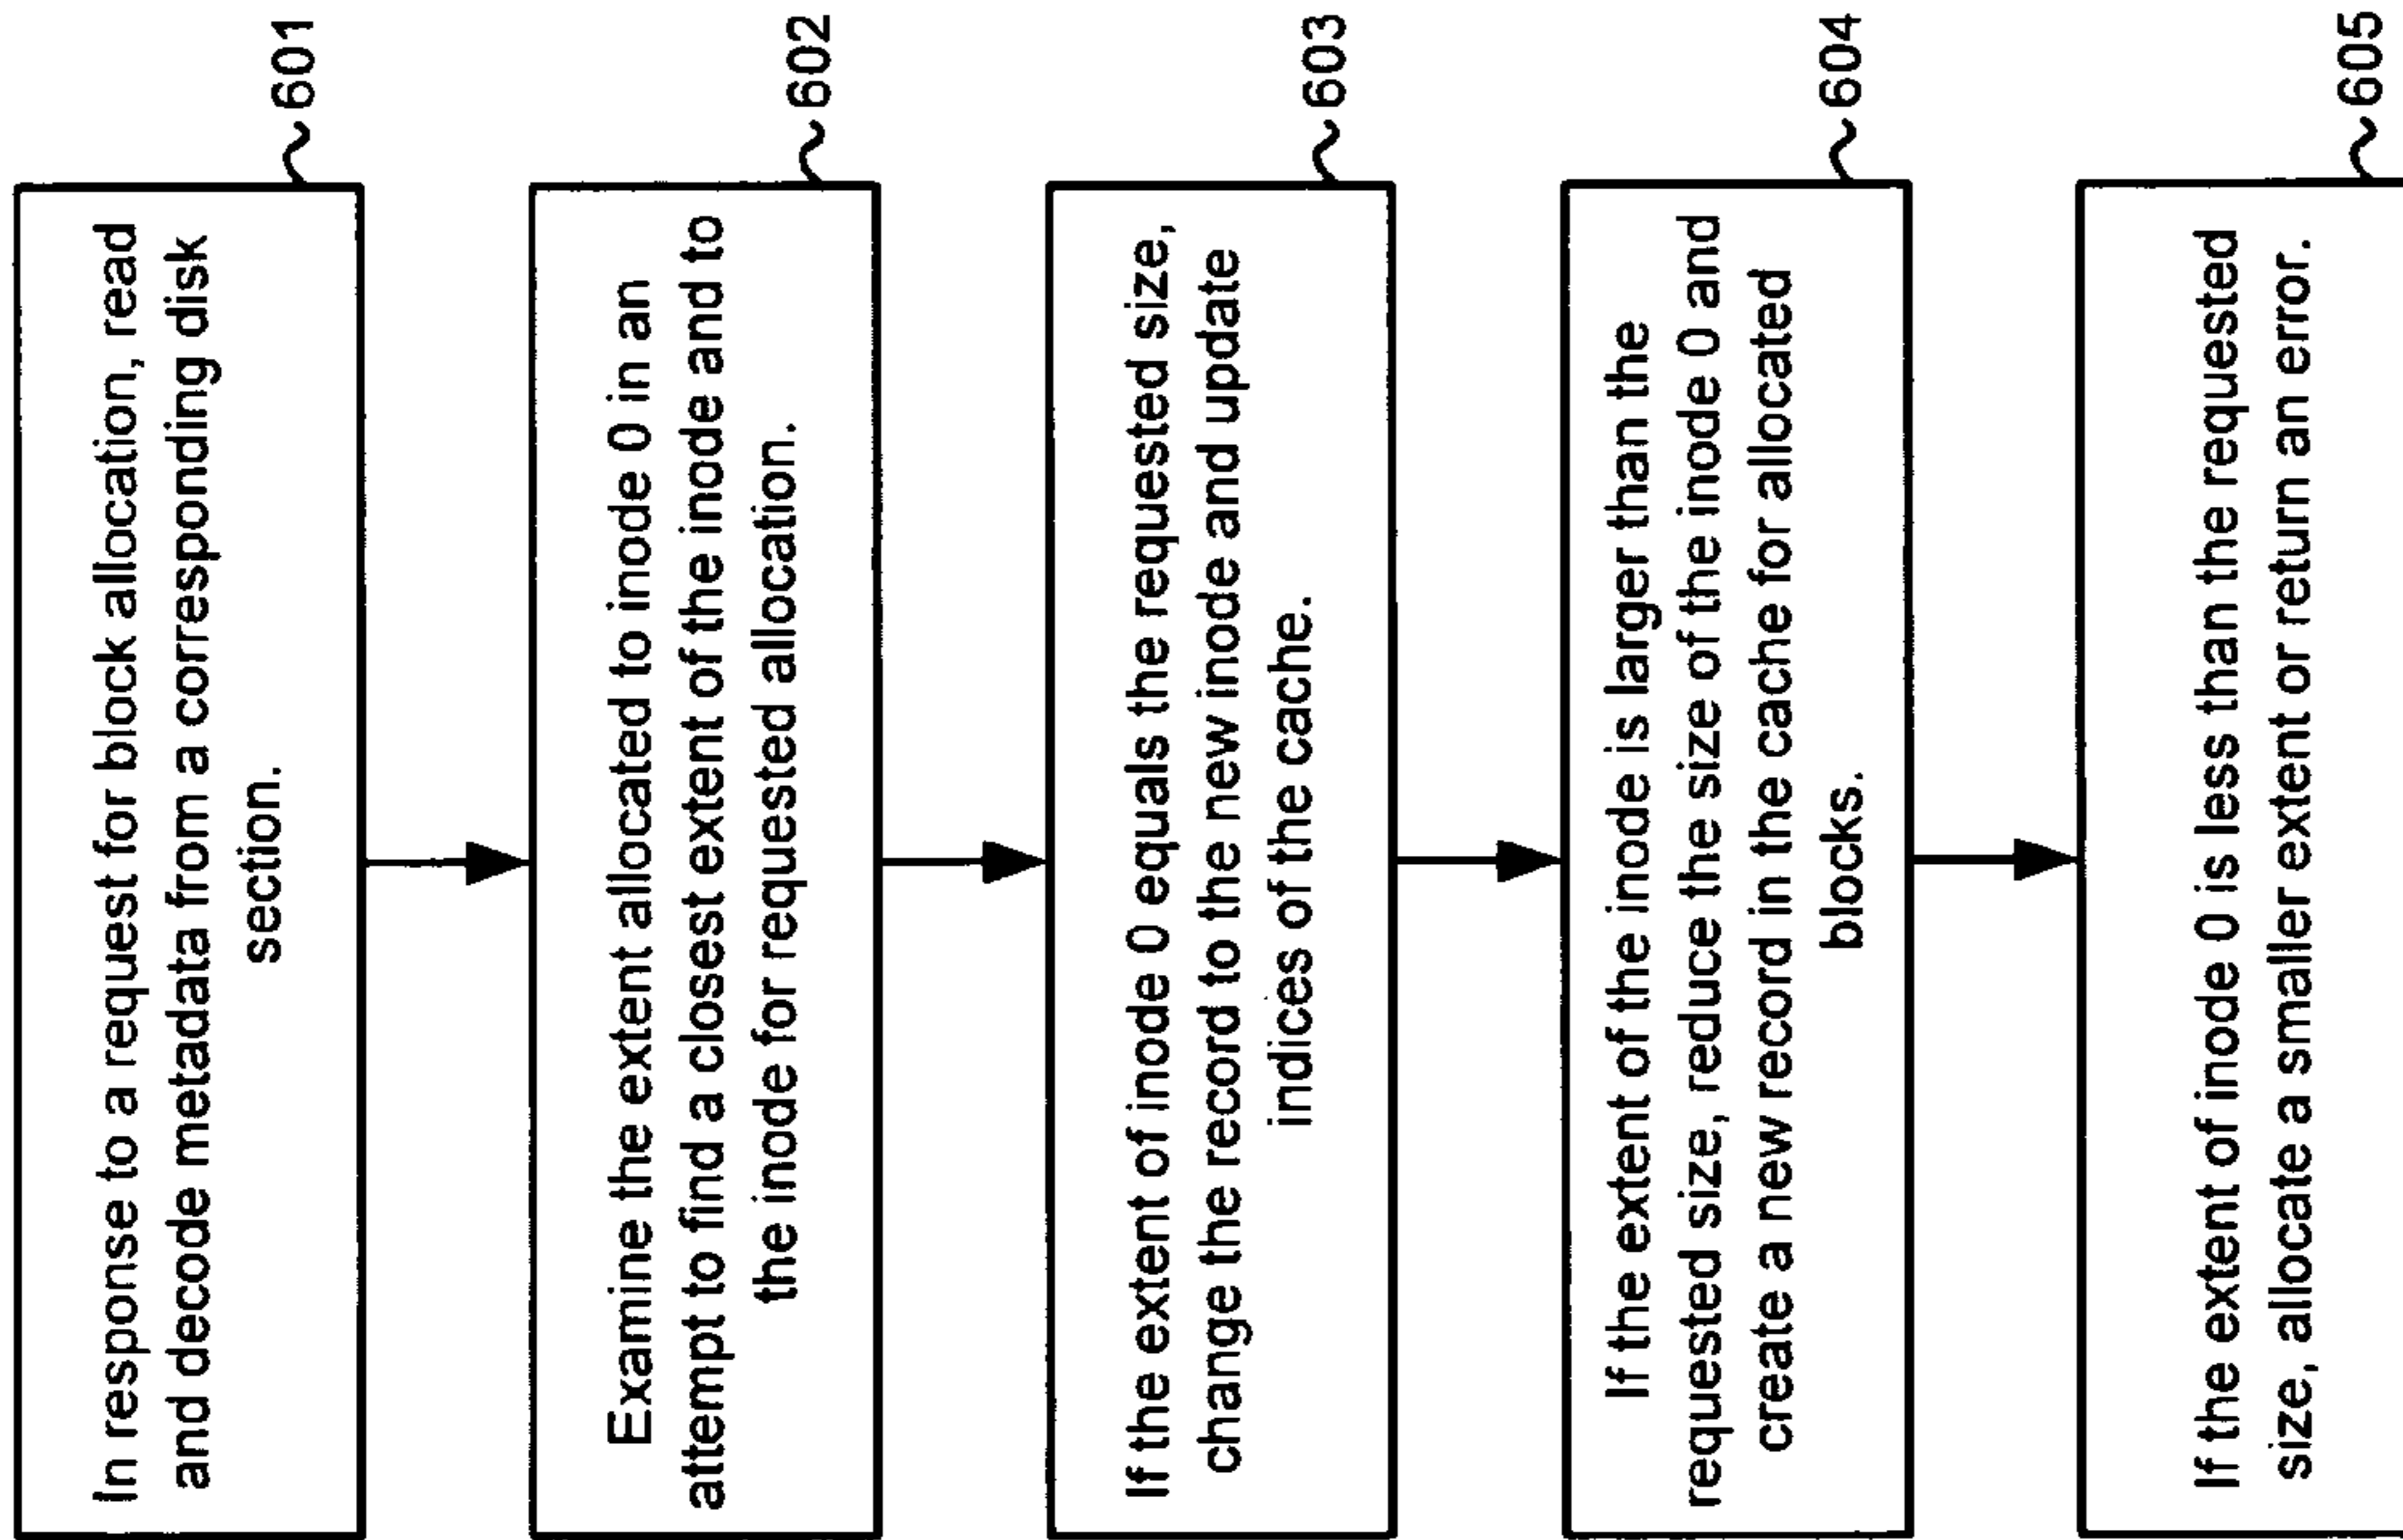 In response to a request for block allocation, read
and decode metadata from a corresponding disk
section.
601
Examine the extent allocated to inode 0 in an
attempt to find a closest extent of the inode and to
the inode for requested allocation.
602
If the extent of inode 0 equals the requested size,
change the record to the new inode and update
indices of the cache.
603
If the extent of the inode is larger than the
requested size, reduce the size of the inode 0 and
create a new record in the cache for allocated
blocks.
604
If the extent of inode 0 is less than the requested
size, allocate a smaller extent or return an error.
605